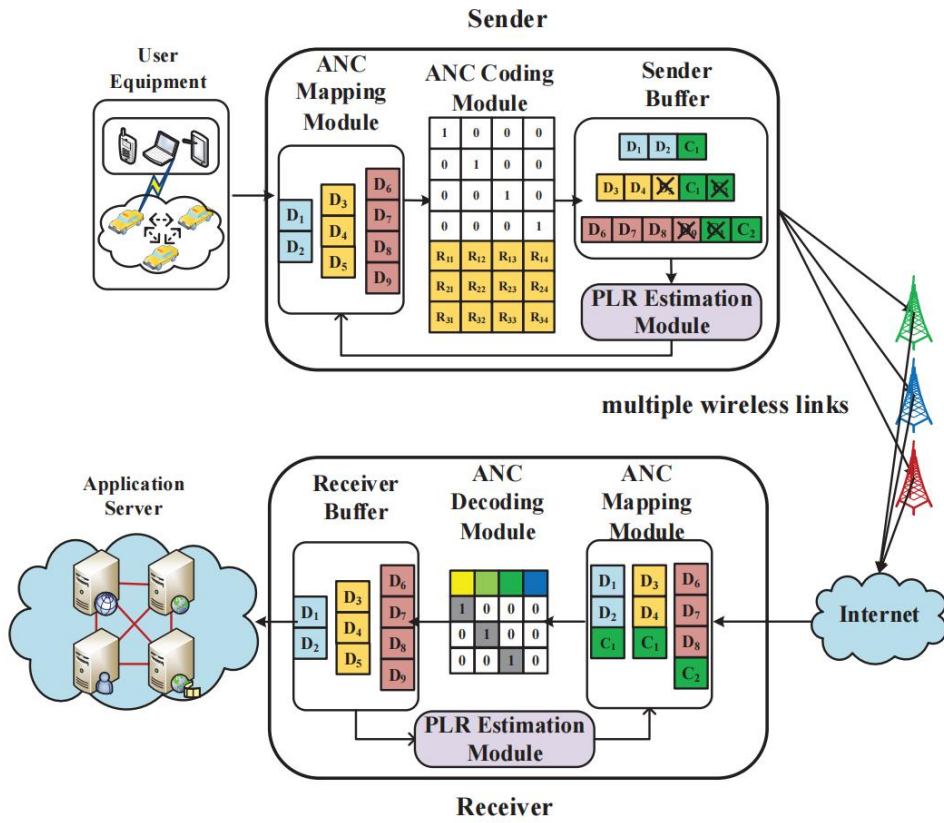 Sender
User
Equipment
ANC
Mapping
Module
ANC Coding
Module
Sender
Buffer
D1
D2
D3
D4
D5
D6
D7
D8
D9
1 0 0 0
0 1 0 0
0 0 1 0
0 0 0 1
R11 R12 R13 R14
R21 R22 R23 R24
R31 R32 R33 R34
D1 D2 C1
D3 D4 D5 C1
D6 D7 D8 D9 C2
PLR Estimation
Module
multiple wireless links
Application
Server
Receiver
Buffer
ANC
Decoding
Module
ANC
Mapping
Module
D1
D2
D3
D4
D5
D6
D7
D8
D9
1 0 0 0
0 1 0 0
0 0 1 0
D1
D2
C1
D3
D4
C1
D6
D7
D8
C2
Internet
PLR Estimation
Module
Receiver